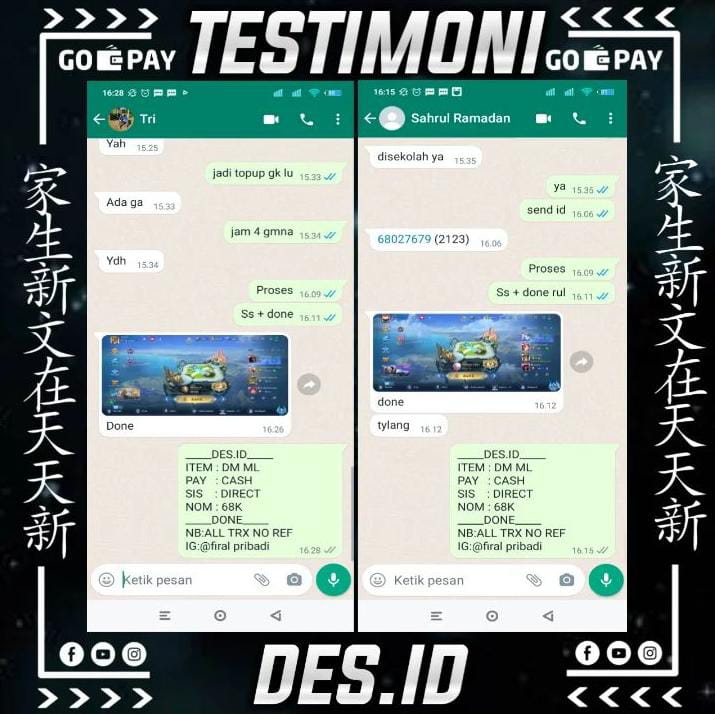 TESTIMONI
GO PAY
GO PAY
家生新文在天天新
16:28
Tri
Yah 15.25
jadi topup gk lu 15.33
Ada ga 15.33
jam 4 gmna 15.34
Ydh 15.34
Proses 16.09
Ss + done 16.11
Done 16.26
_____DES.ID_____
ITEM : DM ML
PAY : CASH
SIS : DIRECT
NOM : 68K
_____DONE_____
NB:ALL TRX NO REF
IG:@firal pribadi 16.28
Ketik pesan
16:15
Sahrul Ramadan
disekolah ya 15.35
ya 15.35
send id 16.06
68027679 (2123) 16.06
Proses 16.09
Ss + done rul 16.11
done 16.12
tylang 16.12
_____DES.ID_____
ITEM : DM ML
PAY : CASH
SIS : DIRECT
NOM : 68K
_____DONE_____
NB:ALL TRX NO REF
IG:@firal pribadi 16.15
Ketik pesan
家生新文在天天新
DES.ID